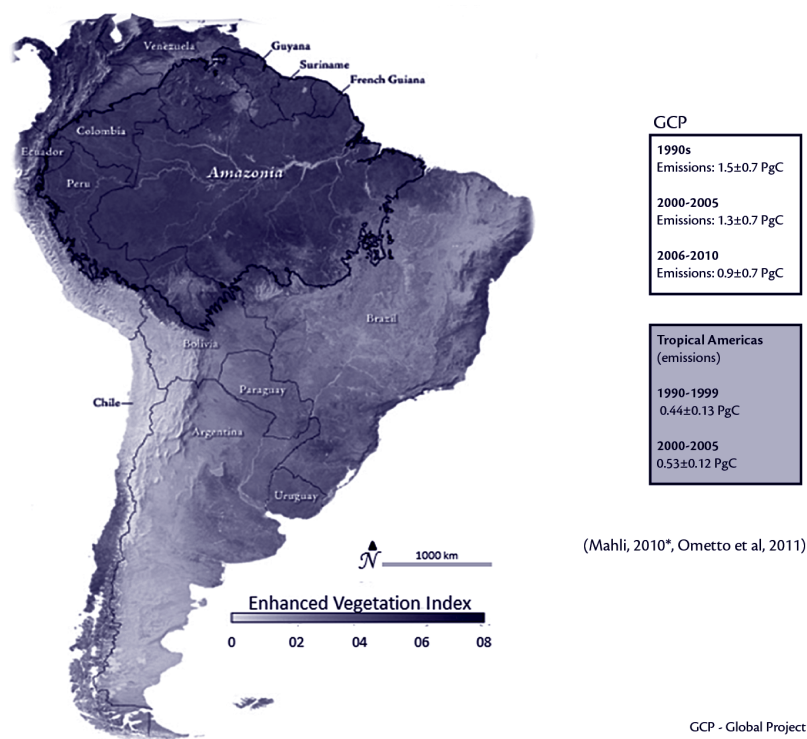 Venezuela
Guyana
Suriname
French Guiana
Colombia
Ecuador
Amazonia
Peru
Brazil
Bolivia
Paraguay
Chile
Argentina
Uruguay
N
1000 km
Enhanced Vegetation Index
0 02 04 06 08
GCP
1990s
Emissions: 1.5±0.7 PgC
2000-2005
Emissions: 1.3±0.7 PgC
2006-2010
Emissions: 0.9±0.7 PgC
Tropical Americas
(emissions)
1990-1999
0.44±0.13 PgC
2000-2005
0.53±0.12 PgC
(Mahli, 2010*, Ometto et al, 2011)
GCP - Global Project